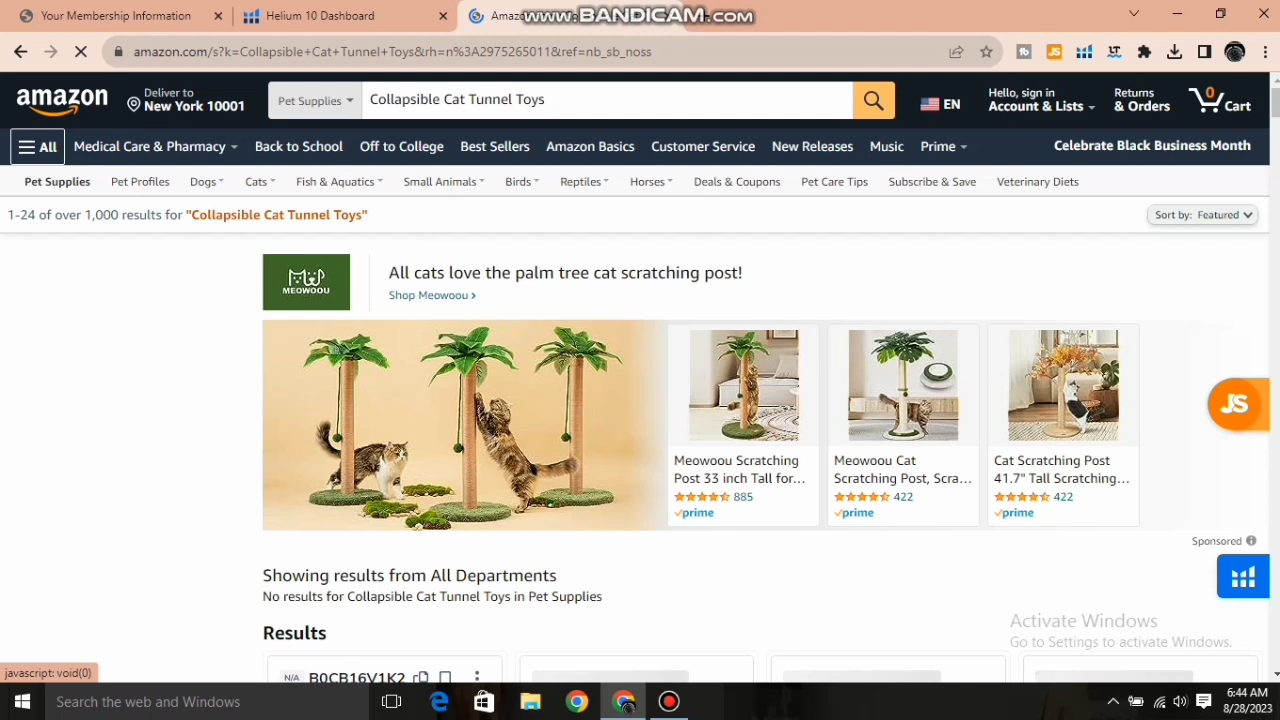 Your Membership Information
Helium 10 Dashboard
Amaz
www.BANDICAM.com
amazon.com/s?k=Collapsible+Cat+Tunnel+Toys&rh=n%3A2975265011&ref=nb_sb_noss
amazon
Deliver to
New York 10001
Pet Supplies
Collapsible Cat Tunnel Toys
EN
Hello, sign in
Account & Lists
Returns
& Orders
0
Cart
All
Medical Care & Pharmacy
Back to School
Off to College
Best Sellers
Amazon Basics
Customer Service
New Releases
Music
Prime
Celebrate Black Business Month
Pet Supplies
Pet Profiles
Dogs
Cats
Fish & Aquatics
Small Animals
Birds
Reptiles
Horses
Deals & Coupons
Pet Care Tips
Subscribe & Save
Veterinary Diets
1-24 of over 1,000 results for "Collapsible Cat Tunnel Toys"
Sort by: Featured
MEOWOOU
All cats love the palm tree cat scratching post!
Shop Meowoou ›
Meowoou Scratching
Post 33 inch Tall for...
885
prime
Meowoou Cat
Scratching Post, Scra...
422
prime
Cat Scratching Post
41.7" Tall Scratching...
422
prime
JS
Sponsored
Showing results from All Departments
No results for Collapsible Cat Tunnel Toys in Pet Supplies
Results
Activate Windows
Go to Settings to activate Windows.
javascript: void(0)
N/A
B0CB16V1K2
Search the web and Windows
6:44 AM
8/28/2023